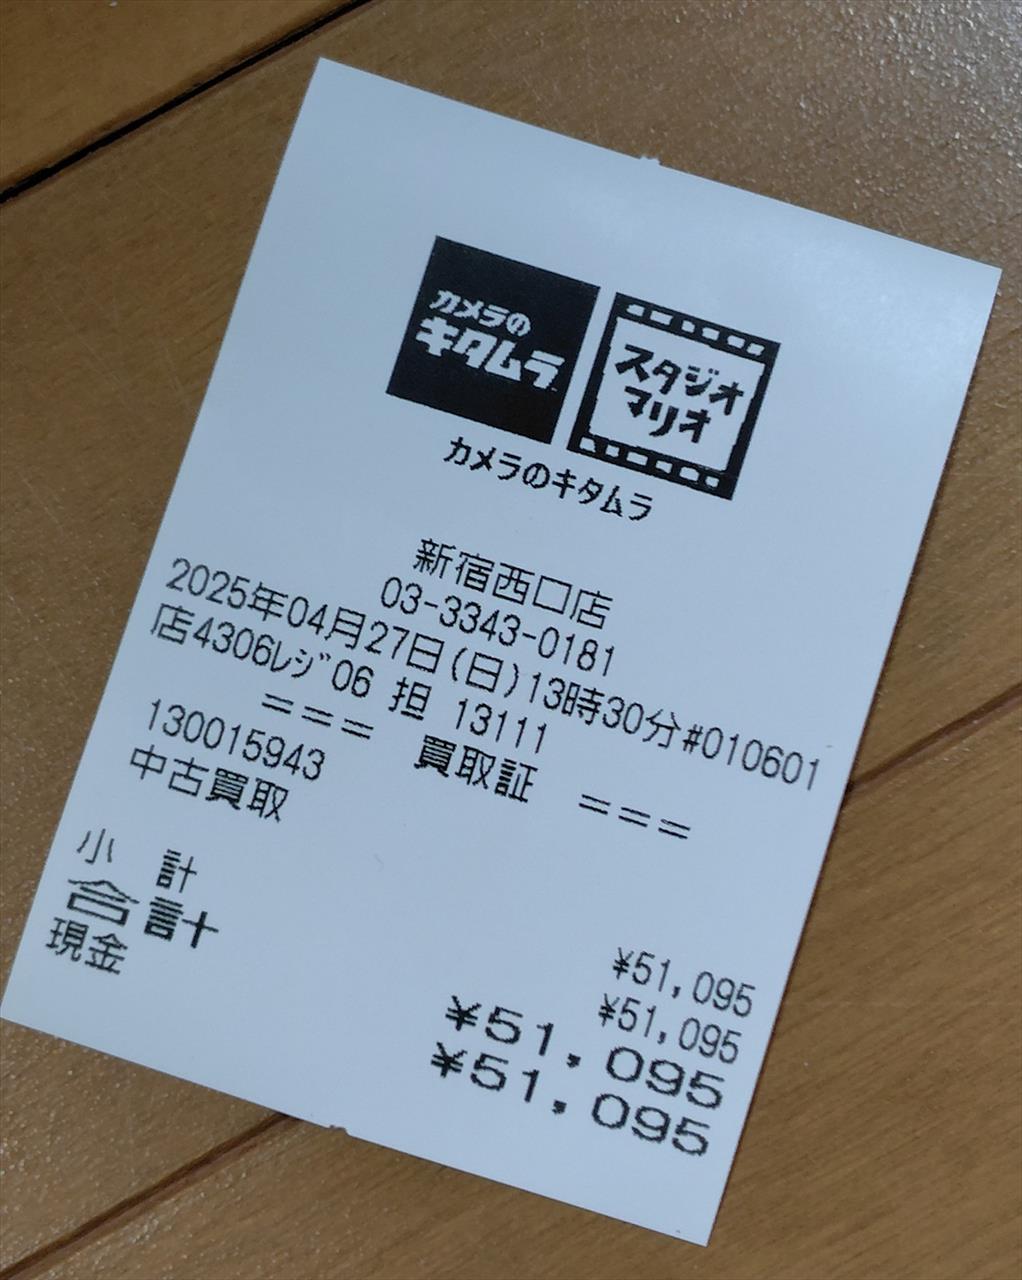 カメラの
キタムラ
スタジオ
マリオ
カメラのキタムラ
新宿西口店
03-3343-0181
2025年04月27日(日)13時30分#010601
店4306ﾚｼﾞ06 担 13111
=== 買取証 ===
130015943
中古買取 ¥51,095
小 計 ¥51,095
合計 ¥51,095
現金 ¥51,095